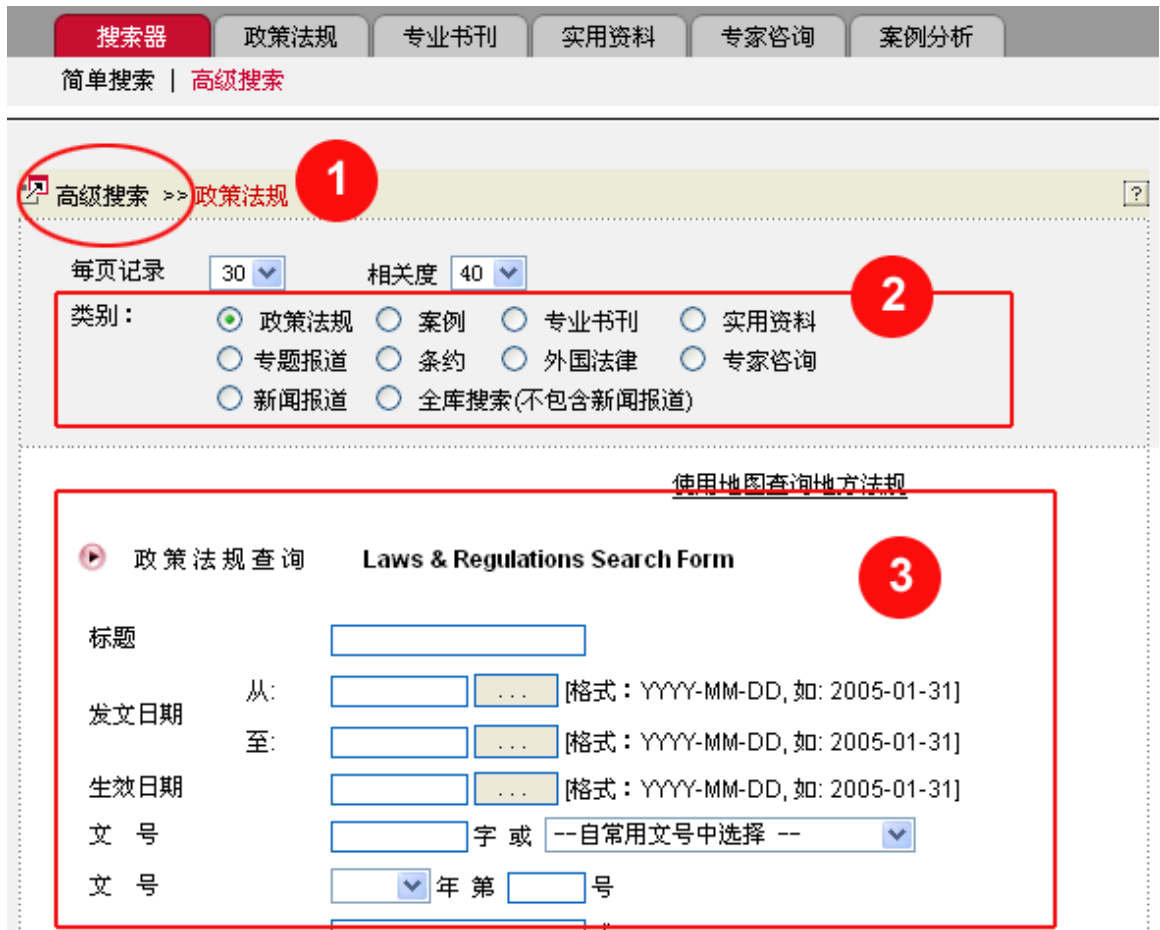 搜索器 政策法规 专业书刊 实用资料 专家咨询 案例分析
简单搜索 | 高级搜索
1
高级搜索 >>政策法规 ?
每页记录 30 相关度 40
2
类别： 政策法规 案例 专业书刊 实用资料
专题报道 条约 外国法律 专家咨询
新闻报道 全库搜索(不包含新闻报道)
使用地图查询地方法规
政策法规查询 Laws & Regulations Search Form
3
标题
发文日期 从: ... [格式：YYYY-MM-DD, 如: 2005-01-31]
至: ... [格式：YYYY-MM-DD, 如: 2005-01-31]
生效日期 ... [格式：YYYY-MM-DD, 如: 2005-01-31]
文 号 字 或 --自常用文号中选择 --
文 号 年 第 号